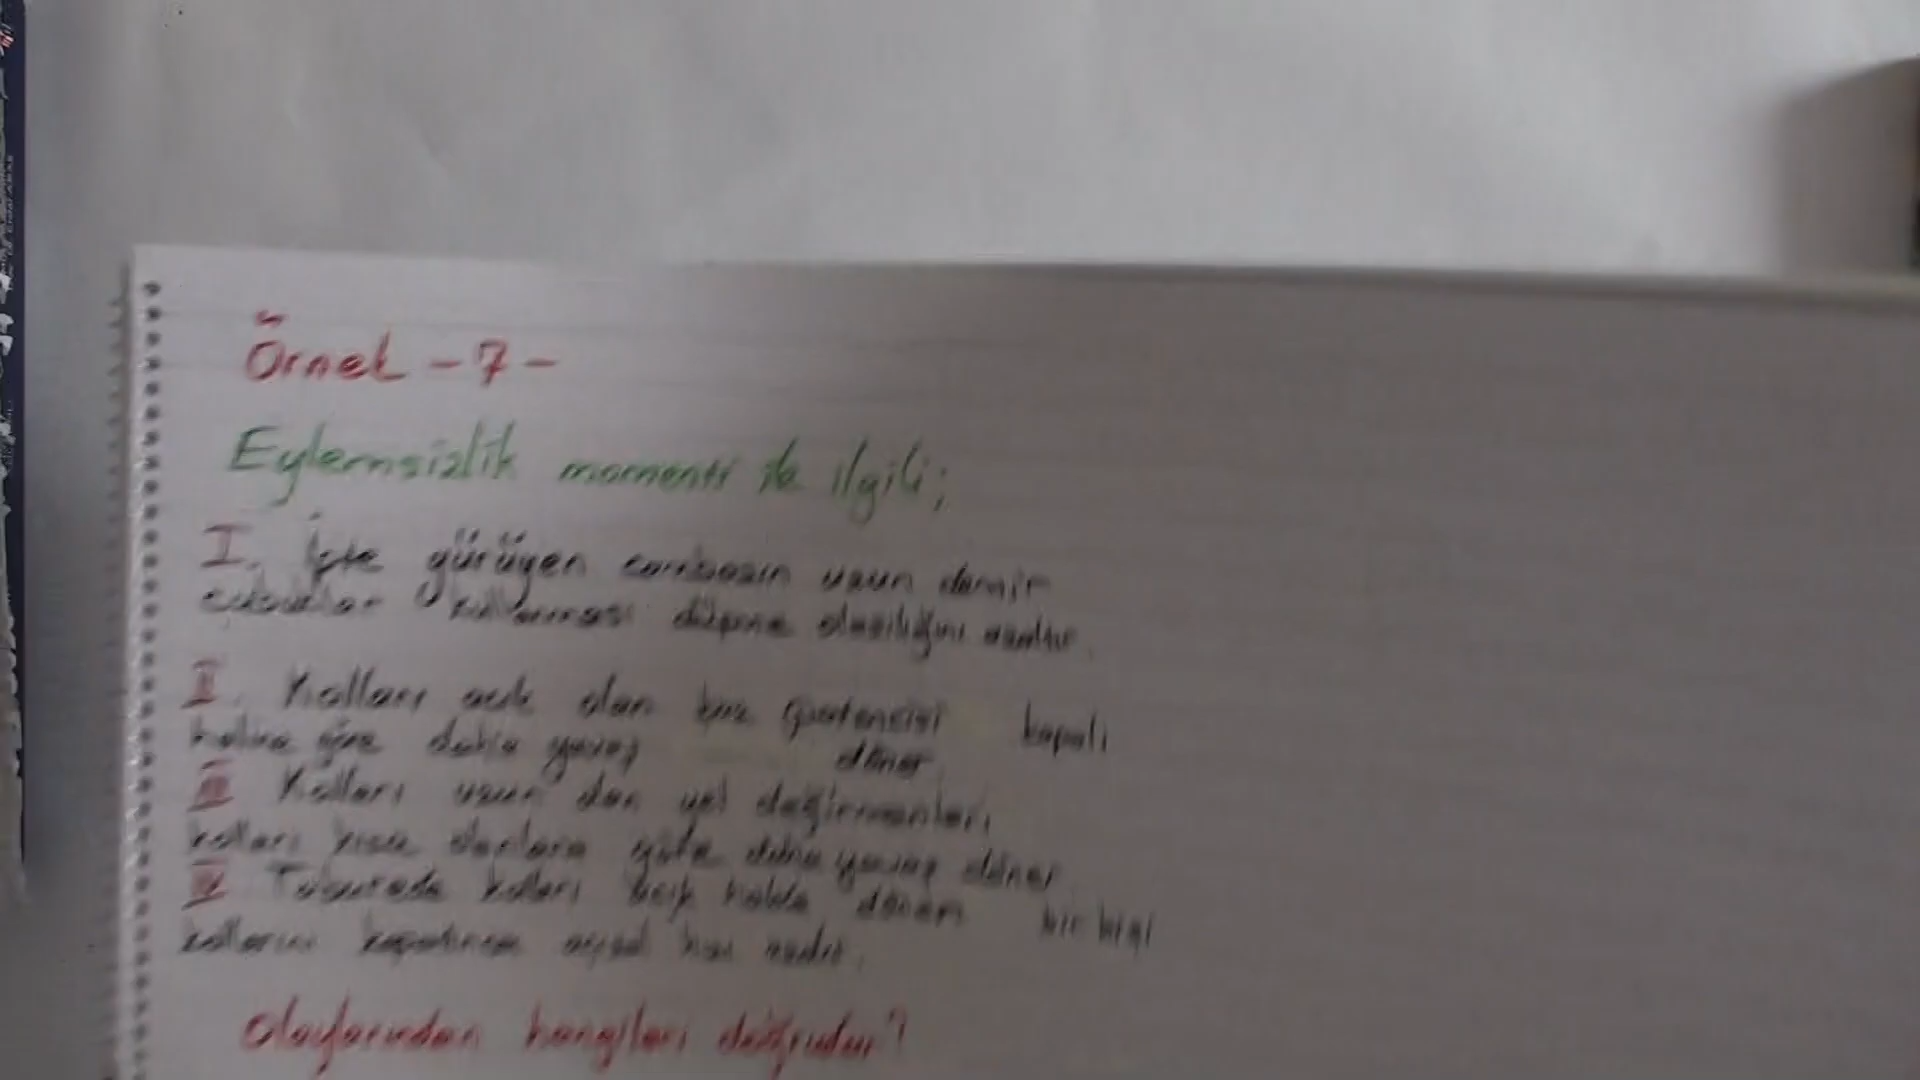 Örnek - 7 -
Eylemsizlik momenti ile ilgili;
I. İpte yürüyen cambazın uzun demir
çubuklar kullanması düşme olasılığını azaltır.
II. Kolları açık olan buz patencisi kapalı
haline göre daha yavaş döner
III Kolları uzun olan yel değirmenleri
kolları kısa olanlara göre daha yavaş döner
IV Taburede kolları açık halde dönen bir kişi
kollarını kapatınca açısal hızı azalır.
Olaylarından hangileri doğrudur?